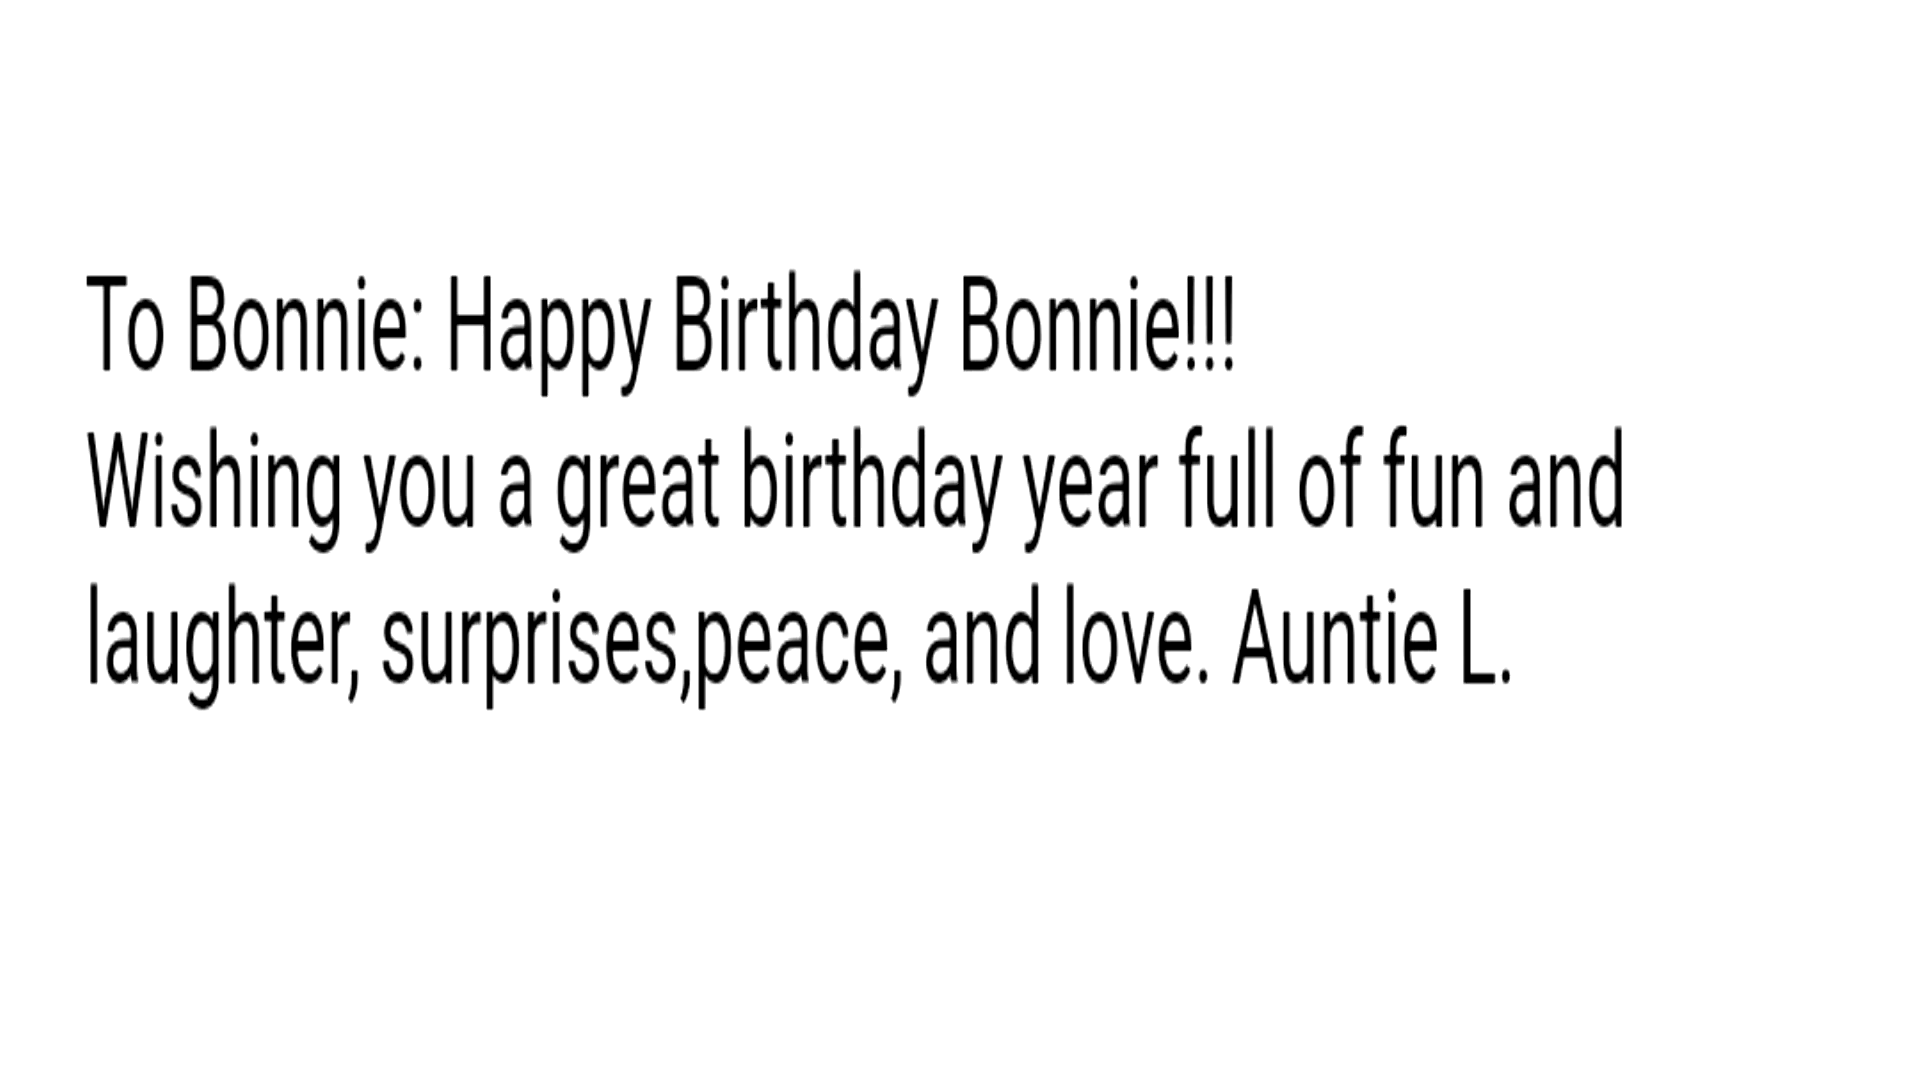 To Bonnie: Happy Birthday Bonnie!!!
Wishing you a great birthday year full of fun and
laughter, surprises,peace, and love. Auntie L.